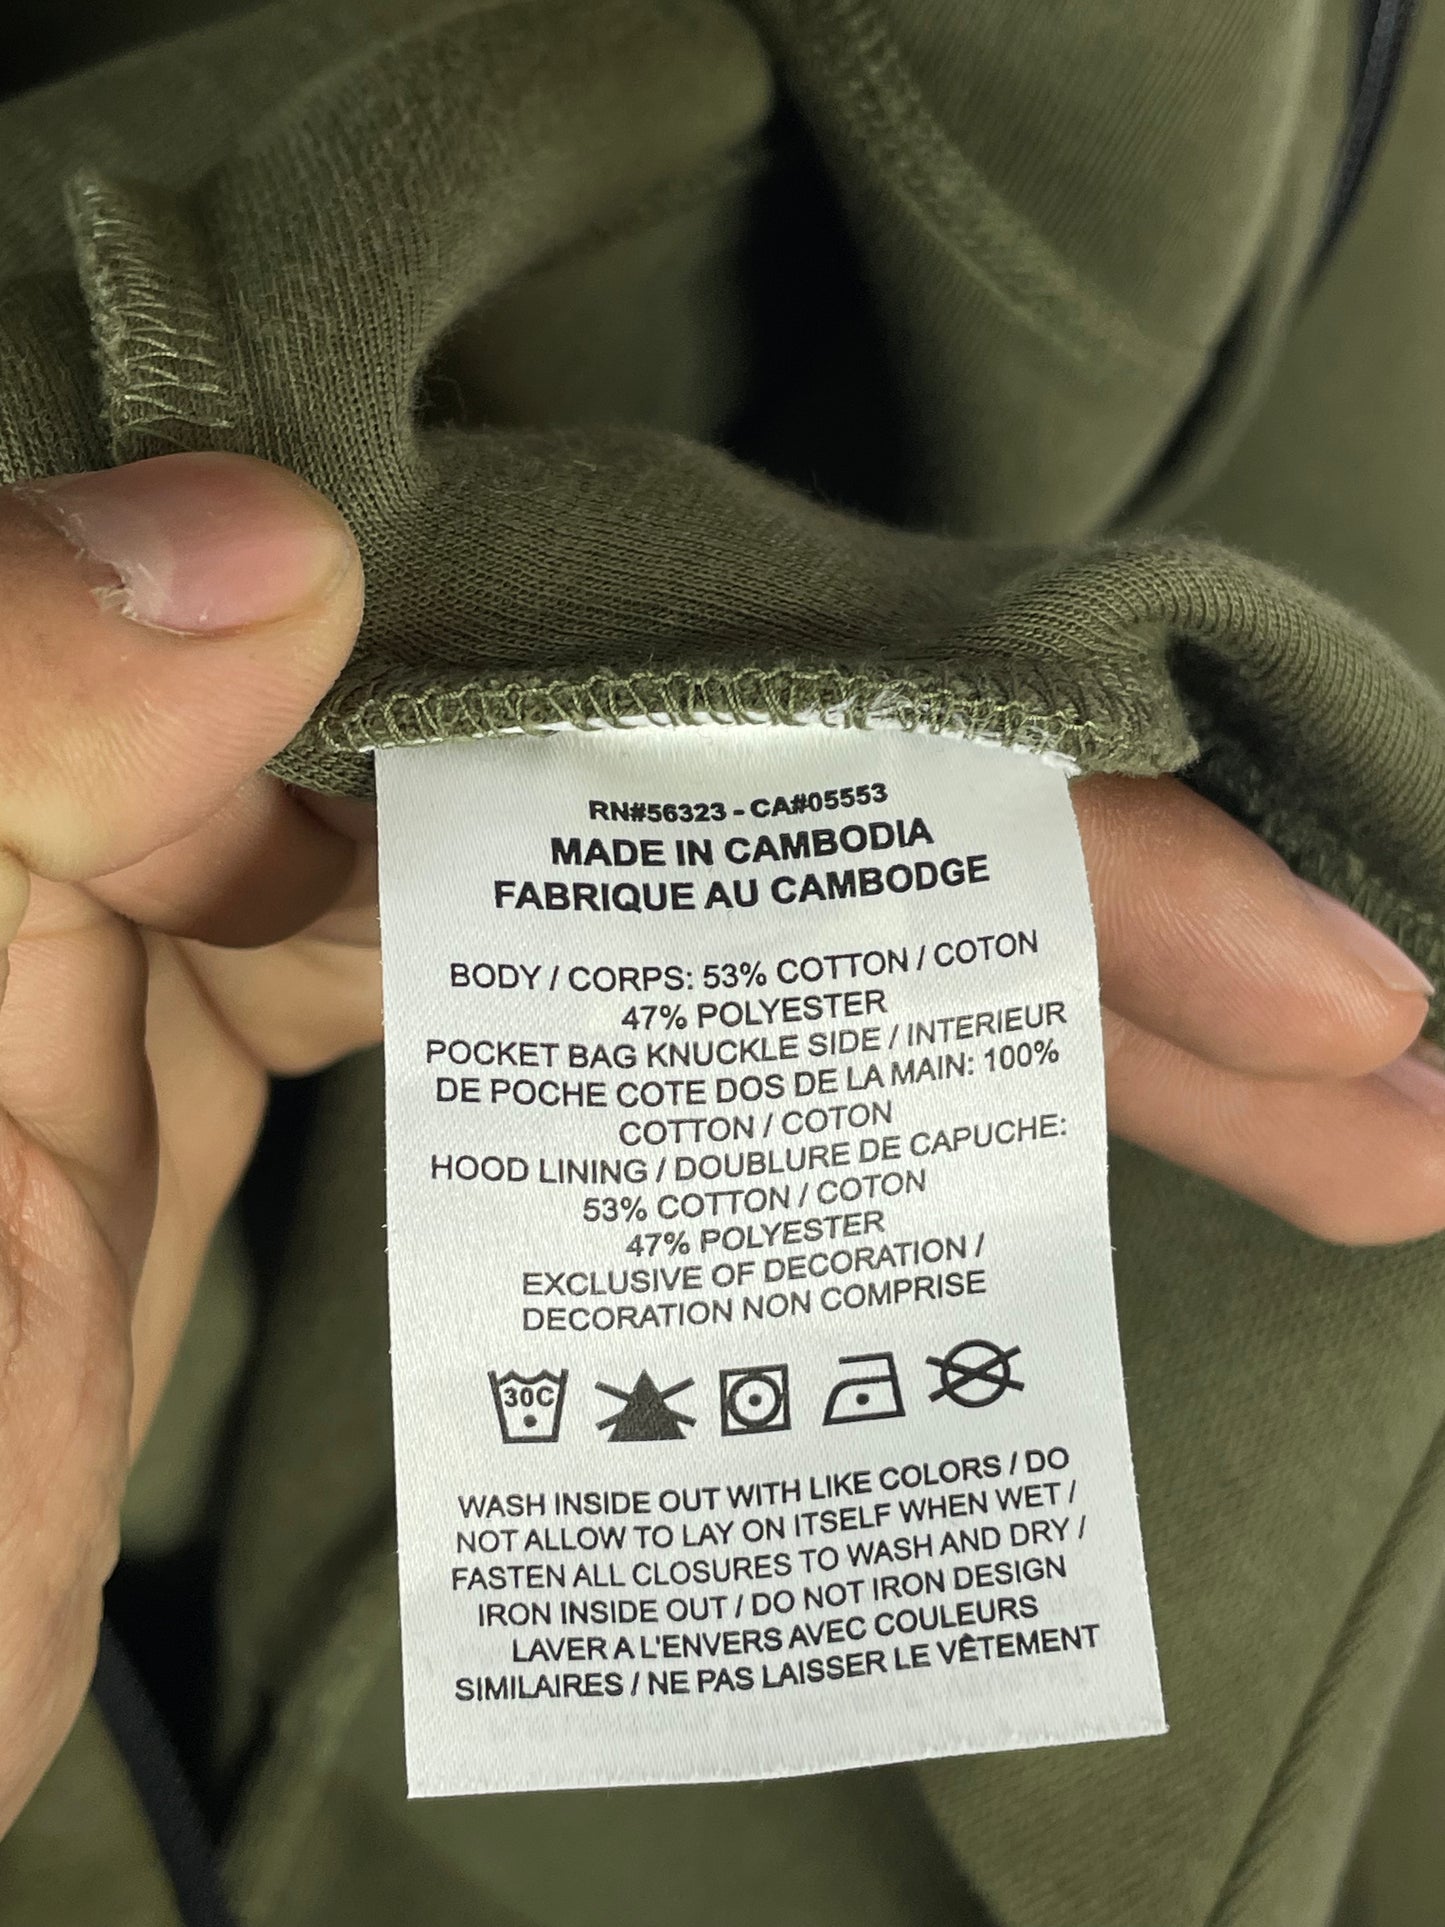 RN#56323 - CA#05553
MADE IN CAMBODIA
FABRIQUE AU CAMBODGE
BODY / CORPS: 53% COTTON / COTON
47% POLYESTER
POCKET BAG KNUCKLE SIDE / INTERIEUR
DE POCHE COTE DOS DE LA MAIN: 100%
COTTON / COTON
HOOD LINING / DOUBLURE DE CAPUCHE:
53% COTTON / COTON
47% POLYESTER
EXCLUSIVE OF DECORATION /
DECORATION NON COMPRISE
30C
WASH INSIDE OUT WITH LIKE COLORS / DO
NOT ALLOW TO LAY ON ITSELF WHEN WET /
FASTEN ALL CLOSURES TO WASH AND DRY /
IRON INSIDE OUT / DO NOT IRON DESIGN
LAVER A L'ENVERS AVEC COULEURS
SIMILAIRES / NE PAS LAISSER LE VÊTEMENT